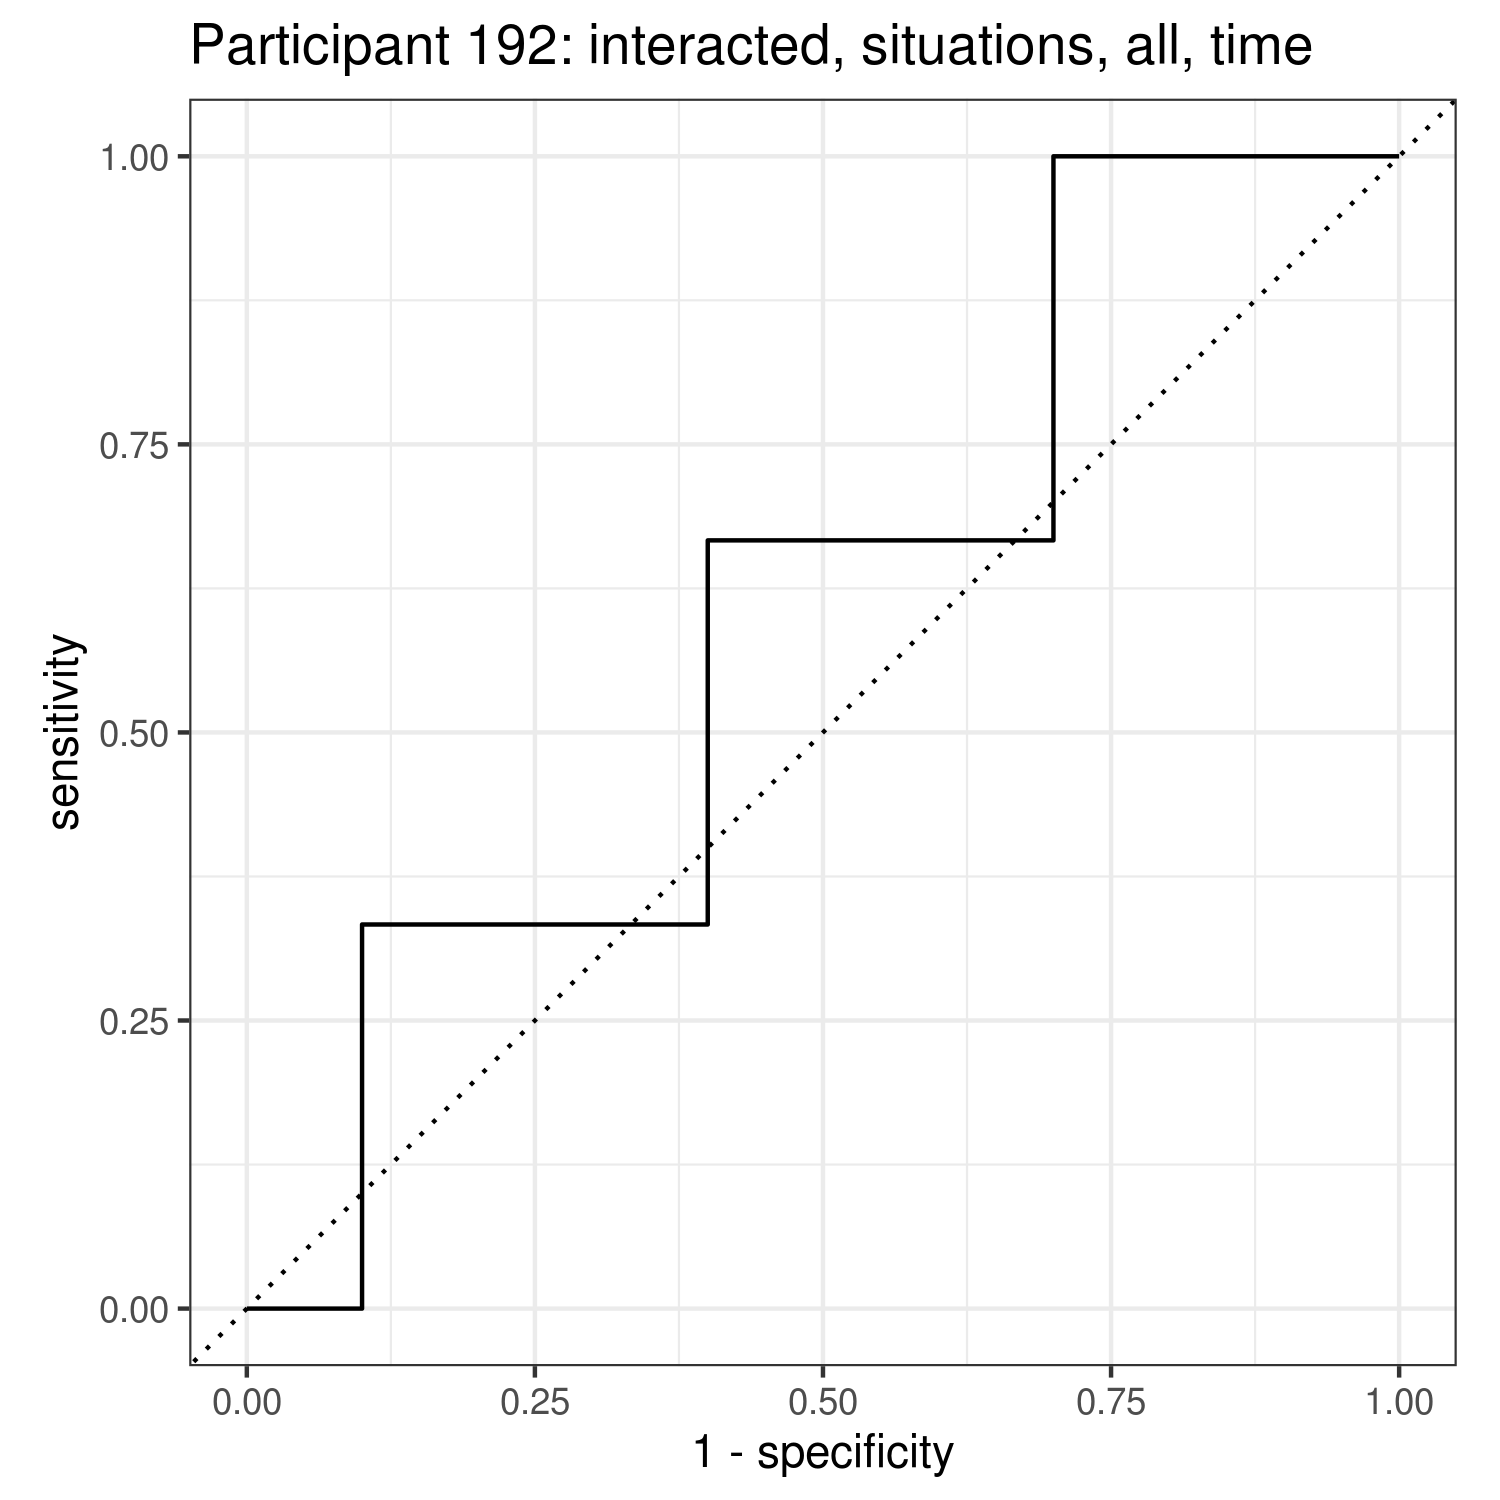 Participant 192: interacted, situations, all, time
1.00
0.75
0.50
0.25
0.00
sensitivity
0.00 0.25 0.50 0.75 1.00
1 - specificity